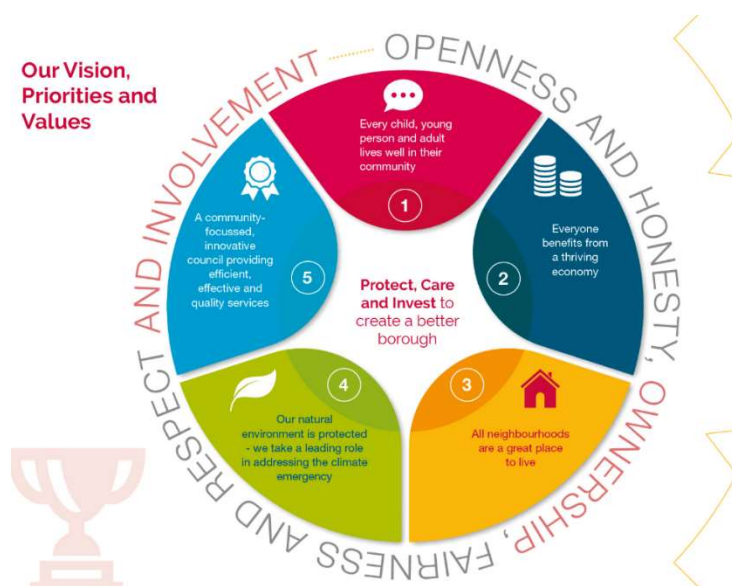 Our Vision,
Priorities and
Values
OPENNESS AND HONESTY, OWNERSHIP, FAIRNESS AND RESPECT AND INVOLVEMENT
Every child, young
person and adult
lives well in their
community
1
Everyone
benefits from
a thriving
economy
2
All neighbourhoods
are a great place
to live
3
Our natural
environment is protected
- we take a leading role
in addressing the climate
emergency
4
A community-
focussed,
innovative
council providing
efficient,
effective and
quality services
5
Protect, Care
and Invest to
create a better
borough